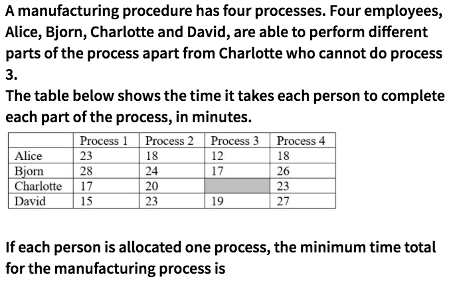 A manufacturing procedure has four processes. Four employees,
Alice, Bjorn, Charlotte and David, are able to perform different
parts of the process apart from Charlotte who cannot do process
3.
The table below shows the time it takes each person to complete
each part of the process, in minutes.
Process 1 Process 2 Process 3 Process 4
Alice 23 18 12 18
Bjorn 28 24 17 26
Charlotte 17 20 23
David 15 23 19 27
If each person is allocated one process, the minimum time total
for the manufacturing process is